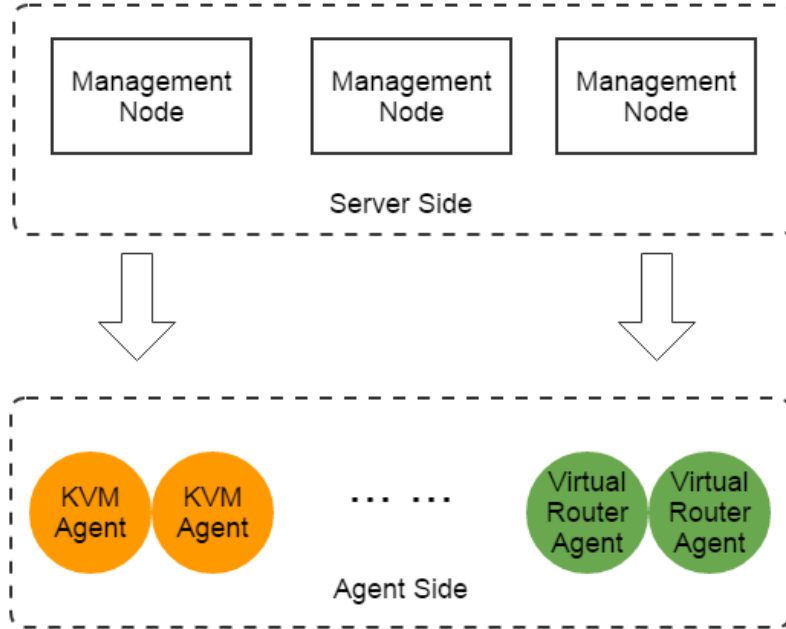 Management Management Management
Node Node Node
Server Side
KVM KVM ... ... Virtual Virtual
Agent Agent Router Router
Agent Agent
Agent Side